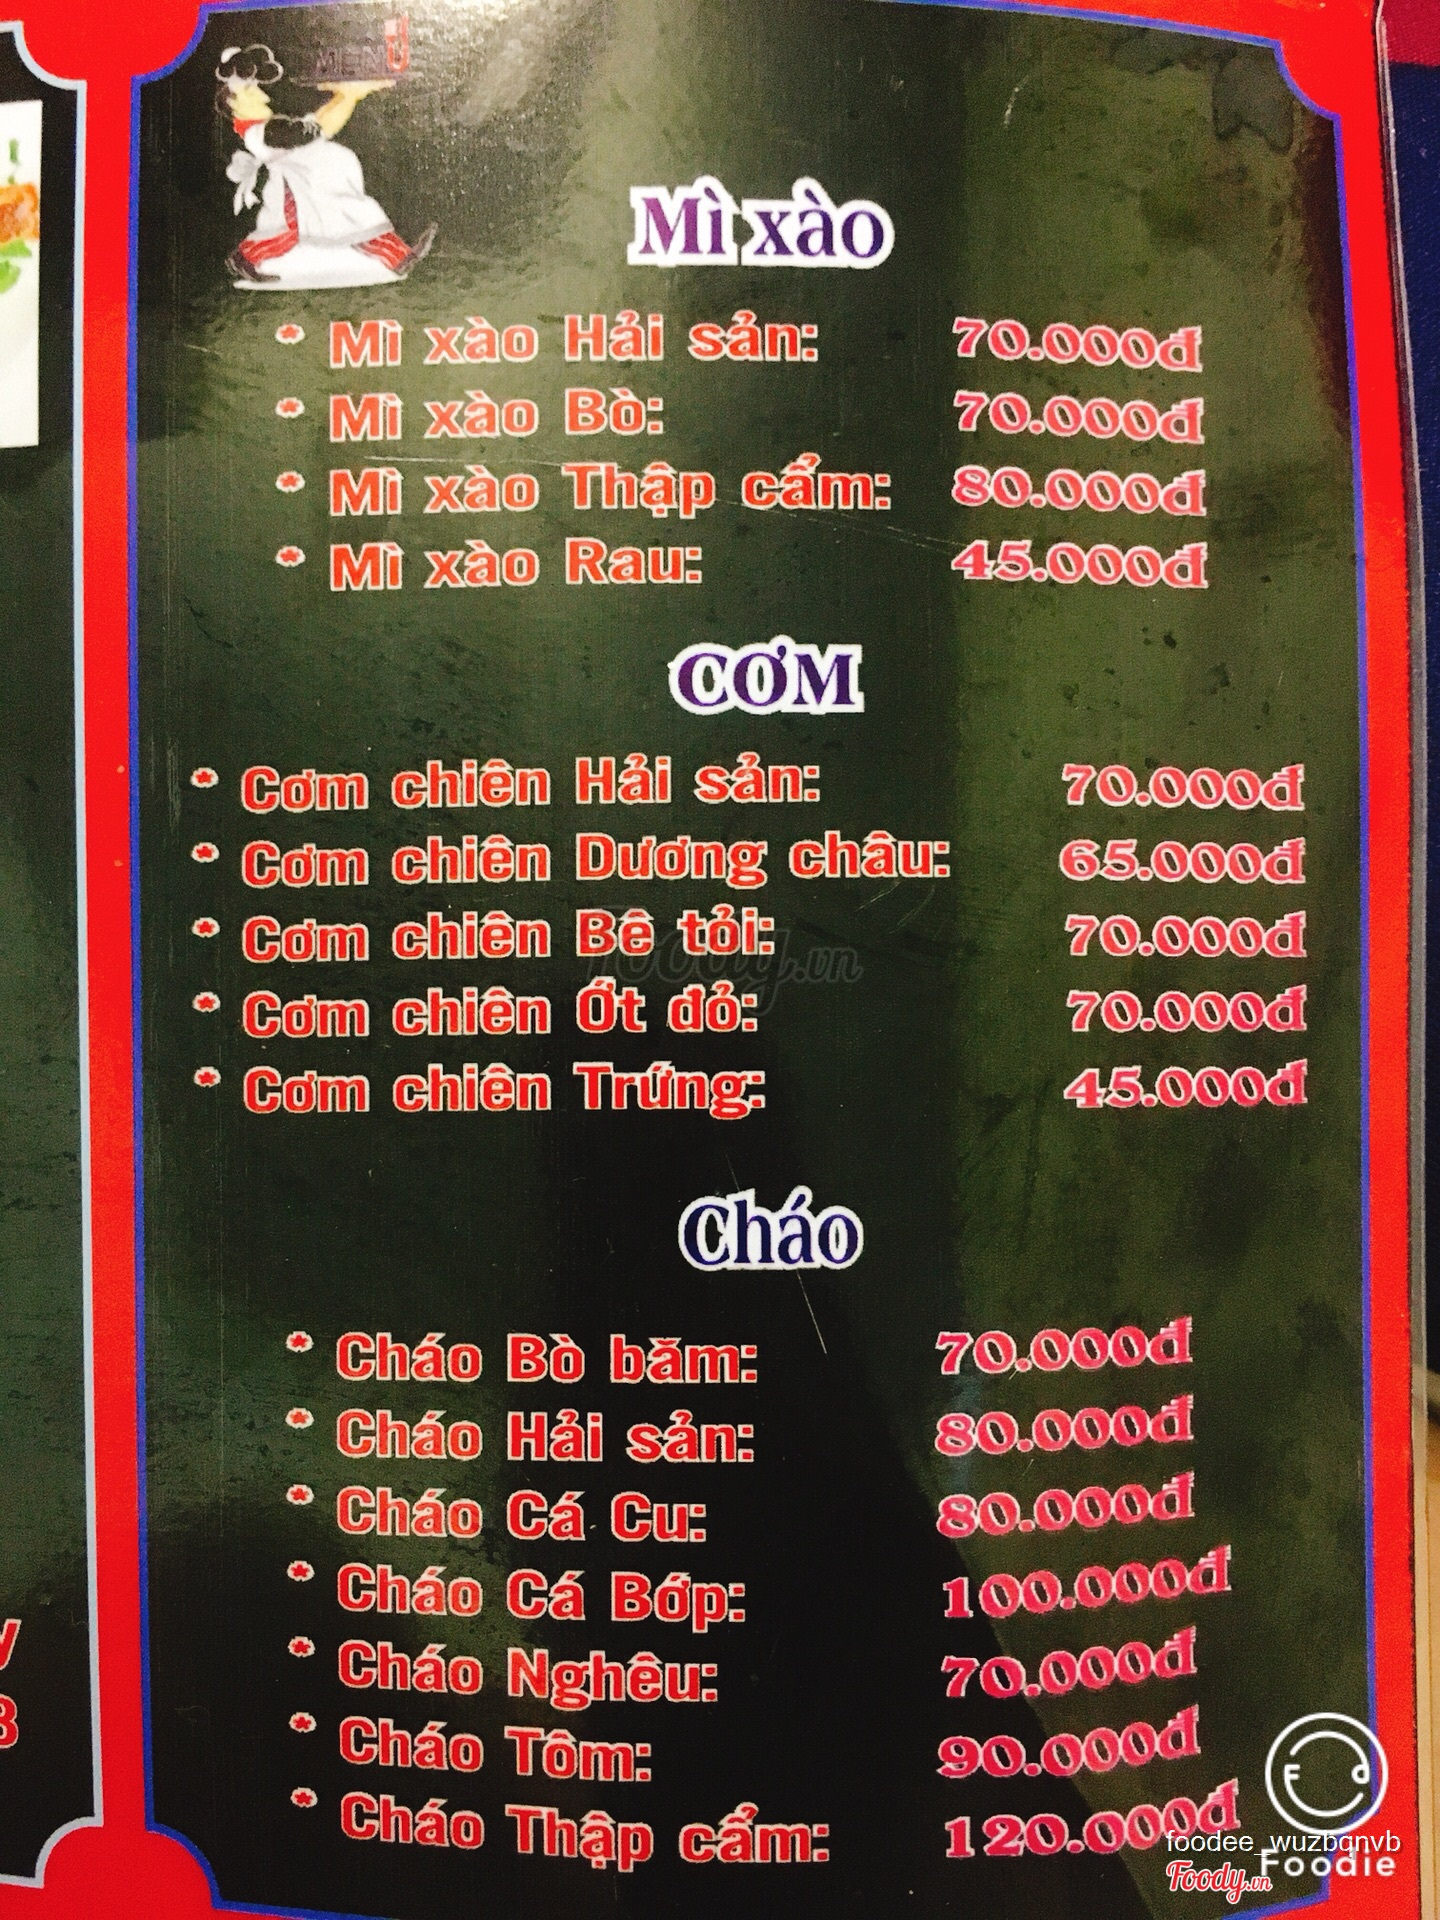 MENU
Mì xào
* Mì xào Hải sản: 70.000đ
* Mì xào Bò: 70.000đ
* Mì xào Thập cẩm: 80.000đ
* Mì xào Rau: 45.000đ
CƠM
* Cơm chiên Hải sản: 70.000đ
* Cơm chiên Dương châu: 65.000đ
* Cơm chiên Bê tỏi: 70.000đ
* Cơm chiên Ớt đỏ: 70.000đ
* Cơm chiên Trứng: 45.000đ
Foody.vn
Cháo
* Cháo Bò băm: 70.000đ
* Cháo Hải sản: 80.000đ
* Cháo Cá Cu: 80.000đ
* Cháo Cá Bớp: 100.000đ
* Cháo Nghêu: 70.000đ
* Cháo Tôm: 90.000đ
* Cháo Thập cẩm: 120.000đ
y
3
foodee_wuzbqnvb
Foodie
Foody.vn